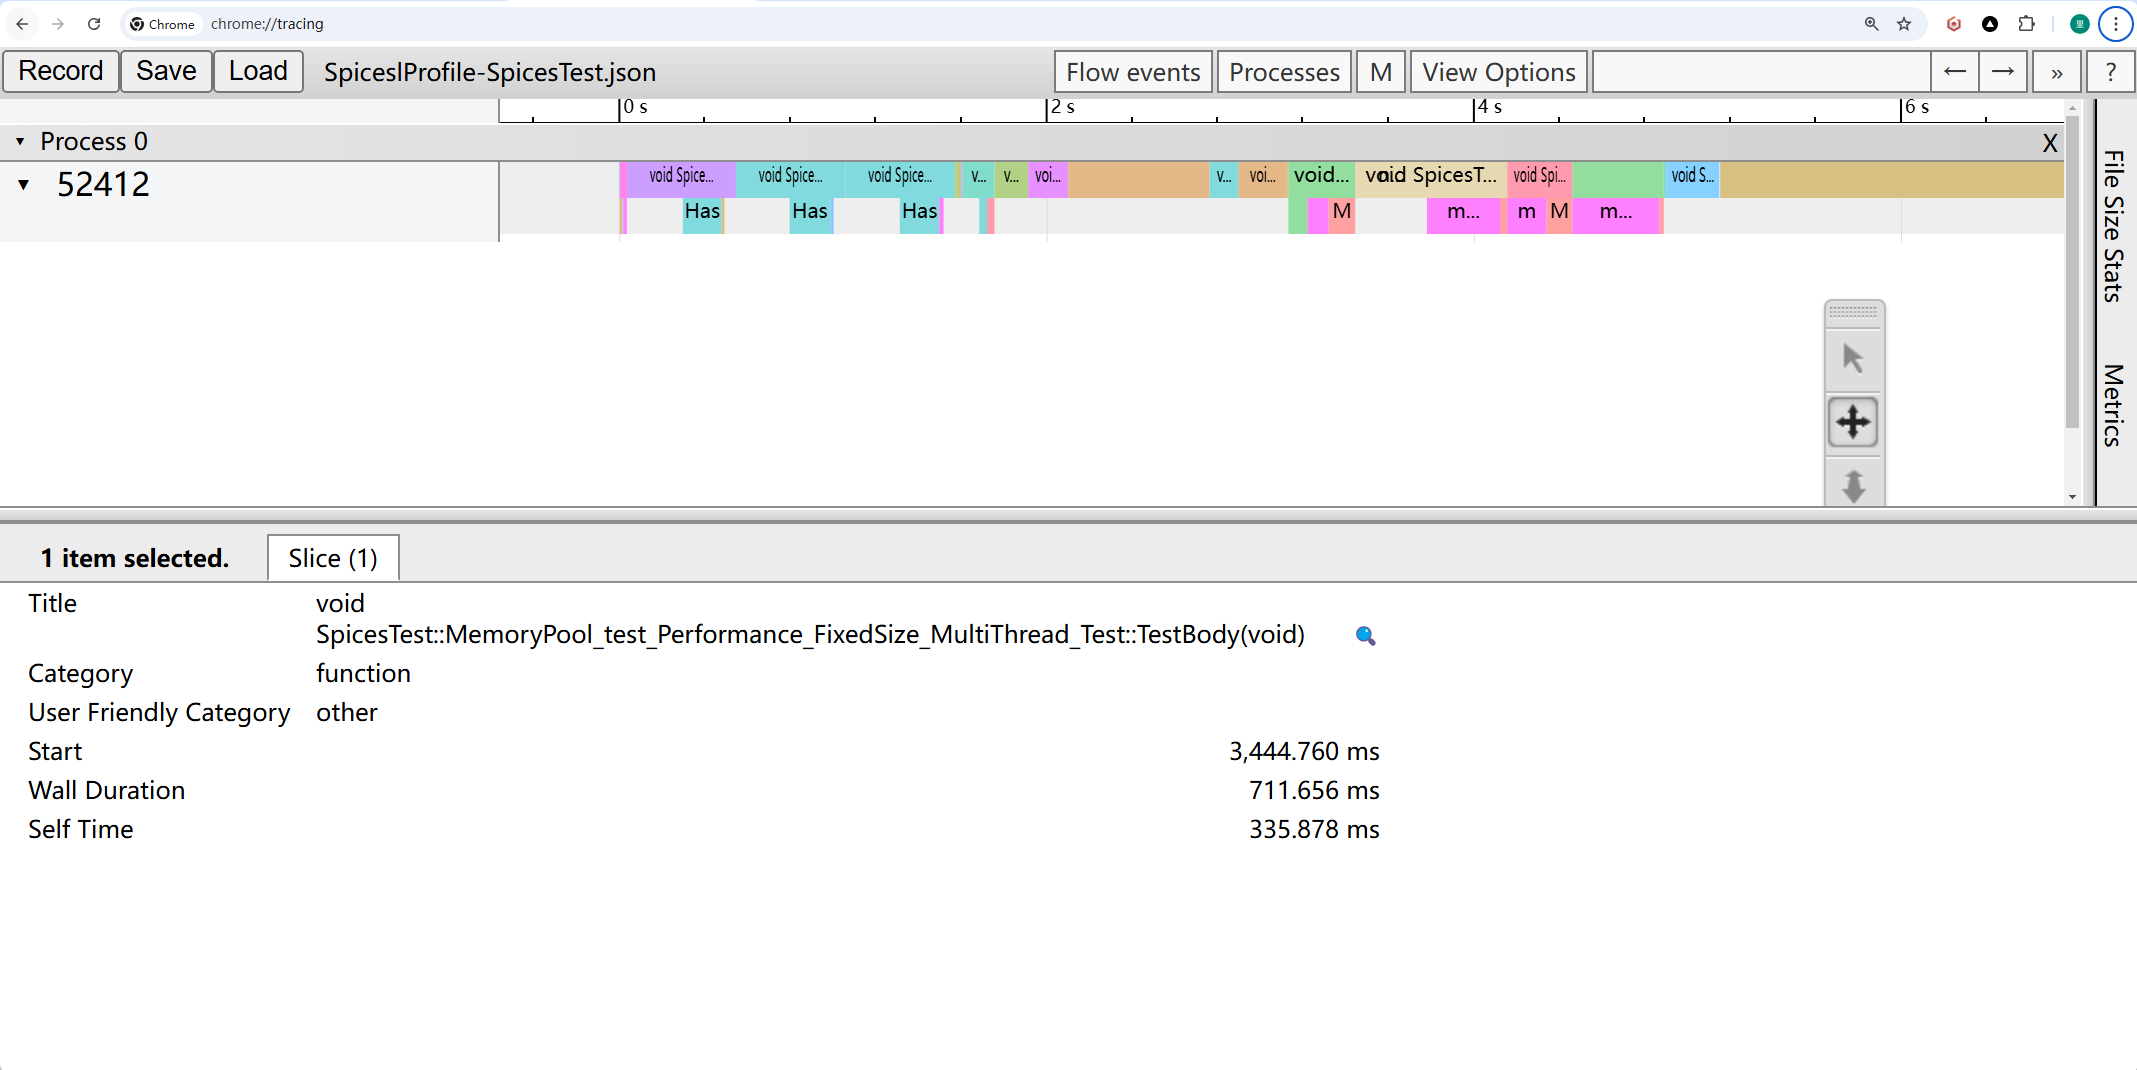 Chrome chrome://tracing
Record Save Load SpiceslProfile-SpicesTest.json Flow events Processes M View Options ← → » ?
0 s 2 s 4 s 6 s
Process 0 X
52412
void Spice... void Spice... void Spice... v... v... voi... v... voi... void... void SpicesT... void Spi... void S...
Has Has Has M m... m M m...
File Size Stats
Metrics
1 item selected. Slice (1)
Title void
SpicesTest::MemoryPool_test_Performance_FixedSize_MultiThread_Test::TestBody(void)
Category function
User Friendly Category other
Start 3,444.760 ms
Wall Duration 711.656 ms
Self Time 335.878 ms